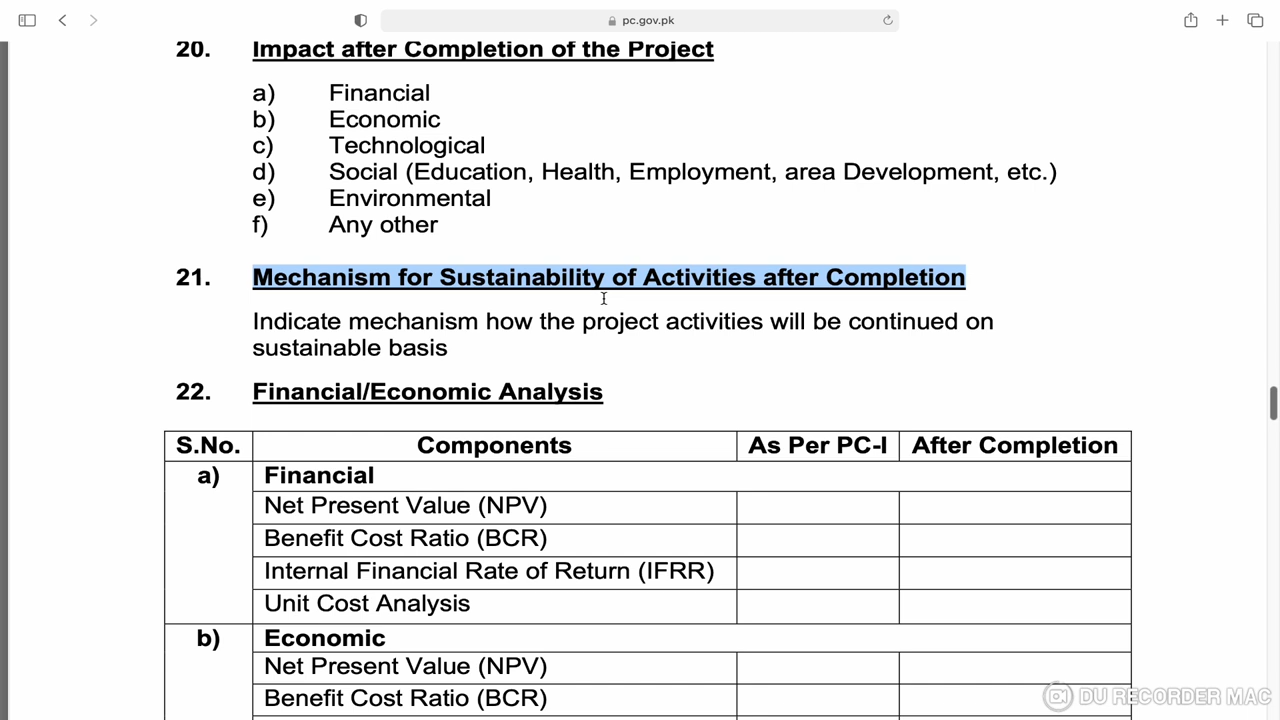 pc.gov.pk
20. Impact after Completion of the Project
a) Financial
b) Economic
c) Technological
d) Social (Education, Health, Employment, area Development, etc.)
e) Environmental
f) Any other
21. Mechanism for Sustainability of Activities after Completion
Indicate mechanism how the project activities will be continued on
sustainable basis
22. Financial/Economic Analysis
S.No. Components As Per PC-I After Completion
a) Financial
Net Present Value (NPV)
Benefit Cost Ratio (BCR)
Internal Financial Rate of Return (IFRR)
Unit Cost Analysis
b) Economic
Net Present Value (NPV)
Benefit Cost Ratio (BCR)
DU RECORDER MAC